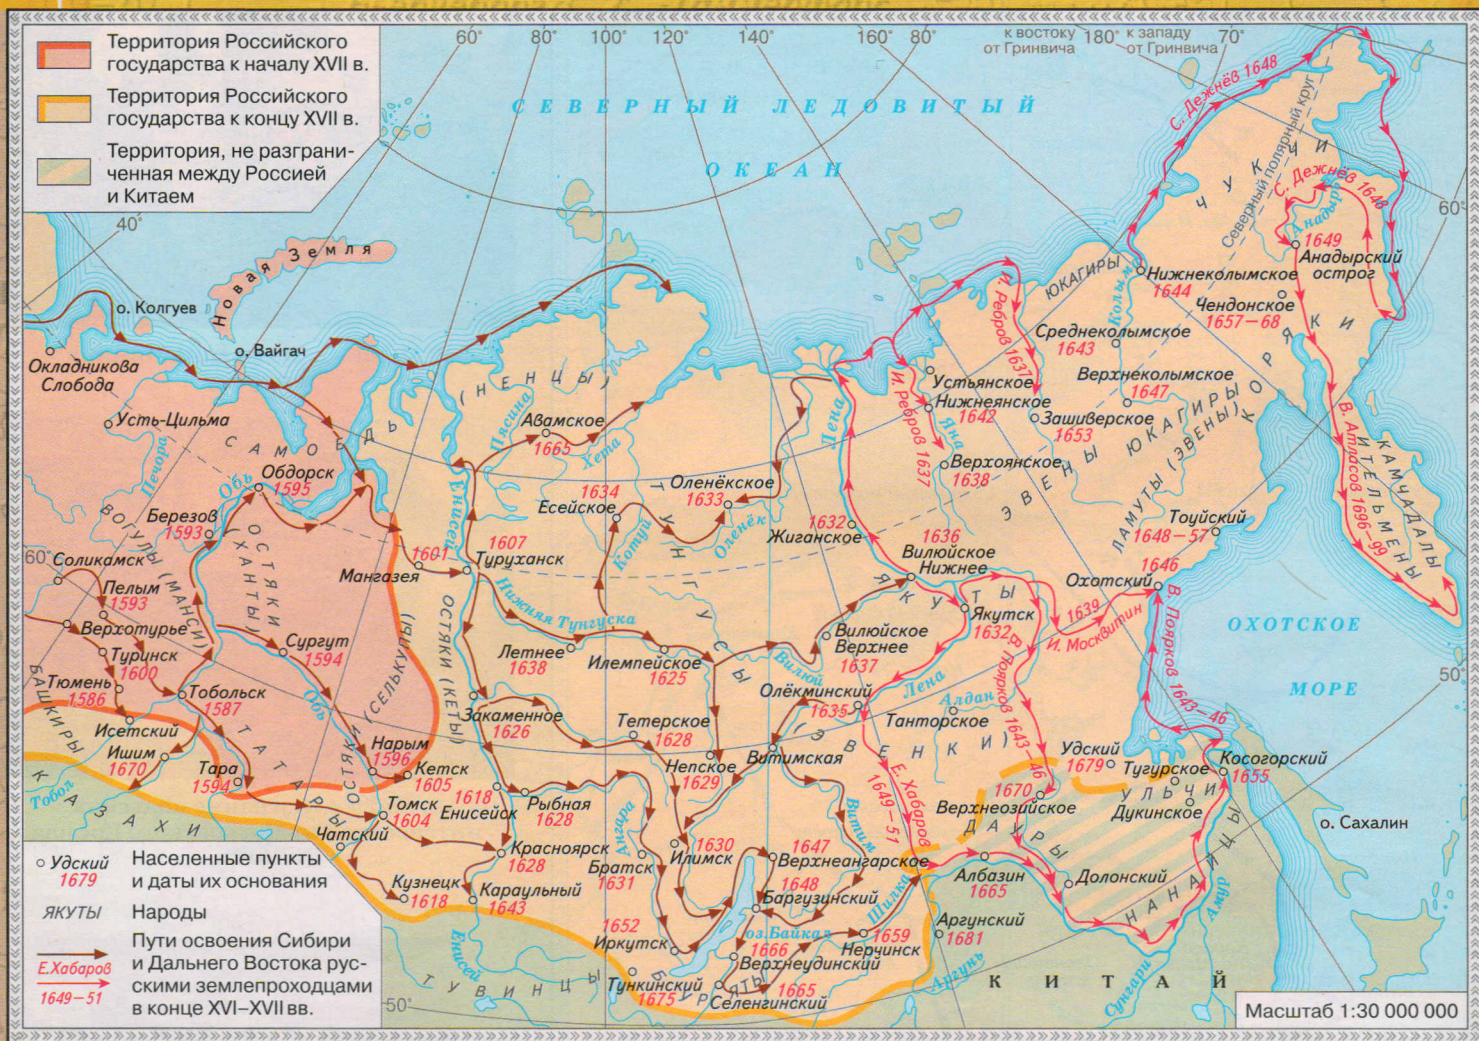 Территория Российского
государства к началу XVII в.
Территория Российского
государства к концу XVII в.
Территория, не разграни-
ченная между Россией
и Китаем
60°
80°
100°
120°
140°
160°
к востоку
от Гринвича
180°
к западу
от Гринвича
70°
40°
60°
60°
50°
50°
СЕВЕРНЫЙ ЛЕДОВИТЫЙ
ОКЕАН
С. Дежнёв 1648
Северный полярный круг
ЧУКЧИ
С. Дежнёв 1648
Анадырь
1649
Анадырский
острог
Новая Земля
о. Колгуев
о. Вайгач
Окладникова
Слобода
Усть-Цильма
Печора
САМОЕДЬ
(НЕНЦЫ)
Обь
Обдорск
1595
Березов
1593
ВОГУЛЫ (МАНСИ)
ОСТЯКИ
(ХАНТЫ)
Соликамск
Пелым
1593
Верхотурье
Туринск
1600
Тюмень
1586
БАШКИРЫ
Исетский
Ишим
1670
Тобольск
1587
ТАТАРЫ
Тара
1594
Тобол
КАЗАХИ
Сургут
1594
Обь
Нарым
1596
ОСТЯКИ (СЕЛЬКУПЫ)
Кетск
1605
Томск
1604
Чатский
Кузнецк
1618
Мангазея
1601
1607
Туруханск
Енисей
ОСТЯКИ (КЕТЫ)
Пясина
Авамское
1665
Хета
1634
Есейское
Котуй
ТУНГУСЫ
Оленёкское
1633
Оленёк
Нижняя Тунгуска
Летнее
1638
Илемпейское
1625
Закаменное
1626
Тетерское
1628
Непское
1629
1618
Енисейск
Рыбная
1628
Красноярск
1628
Караульный
1643
Ангара
Братск
1631
1630
Илимск
1652
Иркутск
Тункинский
1675
БУРЯТЫ
ТУВИНЦЫ
Енисей
1647
Верхнеангарское
1648
Баргузинский
оз. Байкал
1666
Верхнеудинский
1665
Селенгинский
1659
Нерчинск
Шилка
Витим
Витимская
(ЭВЕНКИ)
Вилюй
Вилюйское
Верхнее
1637
1636
Вилюйское
Нижнее
ЯКУТЫ
1632
Жиганское
Лена
Якутск
1632
Лена
Олёкминский
1635
Алдан
Танторское
И. Ребров 1637
И. Ребров 1637
Устьянское
Нижнеянское
1642
Яна
Верхоянское
1638
ЮКАГИРЫ
Колыма
Нижнеколымское
1644
Чендонское
1657–68
Среднеколымское
1643
Верхнеколымское
1647
Зашиверское
1653
ЭВЕНЫ ЮКАГИРЫ
ЛАМУТЫ (ЭВЕНЫ)
КОРЯКИ
Тоуйский
1648–57
1646
Охотский
1639
И. Москвитин
В. Поярков 1643–46
В. Поярков 1643–46
ОХОТСКОЕ
МОРЕ
В. Атласов 1696–99
ИТЕЛЬМЕНЫ
КАМЧАДАЛЫ
Е. Хабаров
1649–51
Удский
1679
1670
Верхнеозийское
Тугурское
УЛЬЧИ
Дукинское
Косогорский
1655
ДАУРЫ
Албазин
1665
Долонский
НАНАЙЦЫ
Аргунский
1681
Аргунь
Амур
Сунгари
КИТАЙ
о. Сахалин
Удский
1679
Населенные пункты
и даты их основания
ЯКУТЫ
Народы
Е.Хабаров
1649–51
Пути освоения Сибири
и Дальнего Востока рус-
скими землепроходцами
в конце XVI–XVII вв.
Масштаб 1:30 000 000